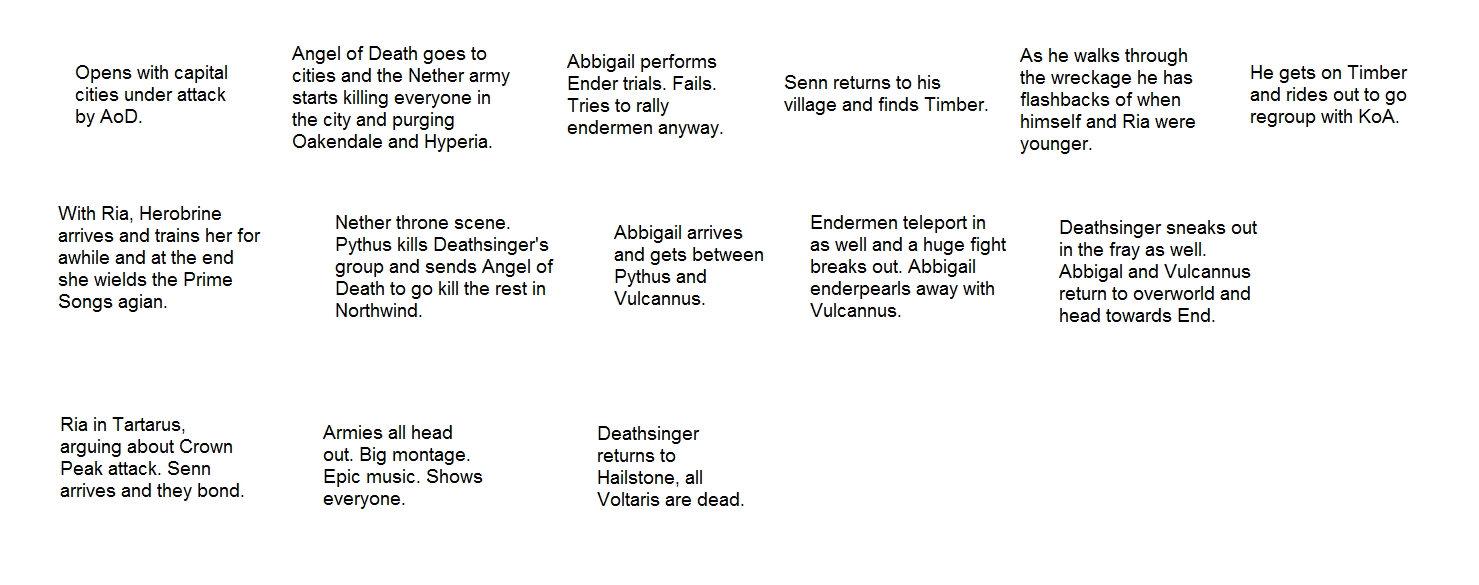 Opens with capital
cities under attack
by AoD.
Angel of Death goes to
cities and the Nether army
starts killing everyone in
the city and purging
Oakendale and Hyperia.
Abbigail performs
Ender trials. Fails.
Tries to rally
endermen anyway.
Senn returns to his
village and finds Timber.
As he walks through
the wreckage he has
flashbacks of when
himself and Ria were
younger.
He gets on Timber
and rides out to go
regroup with KoA.
With Ria, Herobrine
arrives and trains her for
awhile and at the end
she wields the Prime
Songs agian.
Nether throne scene.
Pythus kills Deathsinger's
group and sends Angel of
Death to go kill the rest in
Northwind.
Abbigail arrives
and gets between
Pythus and
Vulcannus.
Endermen teleport in
as well and a huge fight
breaks out. Abbigail
enderpearls away with
Vulcannus.
Deathsinger sneaks out
in the fray as well.
Abbigal and Vulcannus
return to overworld and
head towards End.
Ria in Tartarus,
arguing about Crown
Peak attack. Senn
arrives and they bond.
Armies all head
out. Big montage.
Epic music. Shows
everyone.
Deathsinger
returns to
Hailstone, all
Voltaris are dead.